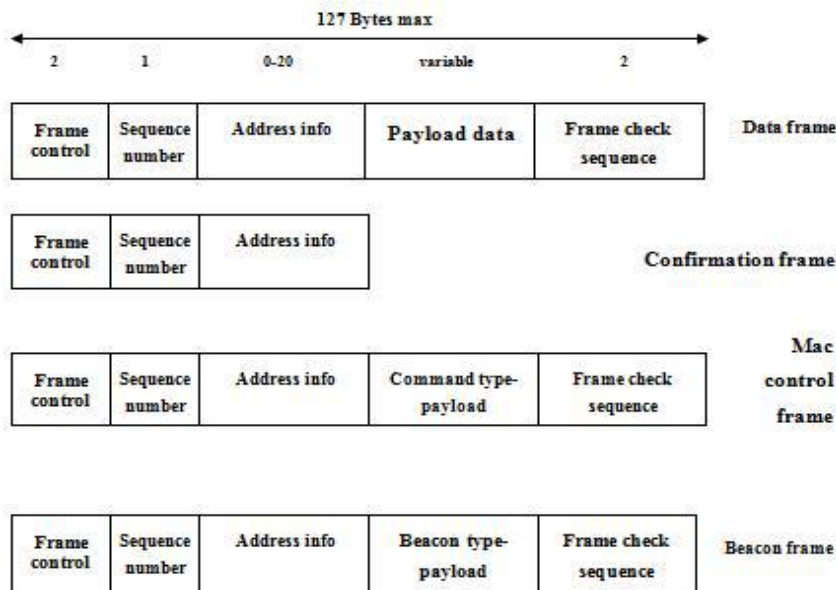 127 Bytes max
2 1 0-20 variable 2
Frame control Sequence number Address info Payload data Frame check sequence Data frame
Frame control Sequence number Address info Confirmation frame
Frame control Sequence number Address info Command type-payload Frame check sequence Mac control frame
Frame control Sequence number Address info Beacon type-payload Frame check sequence Beacon frame